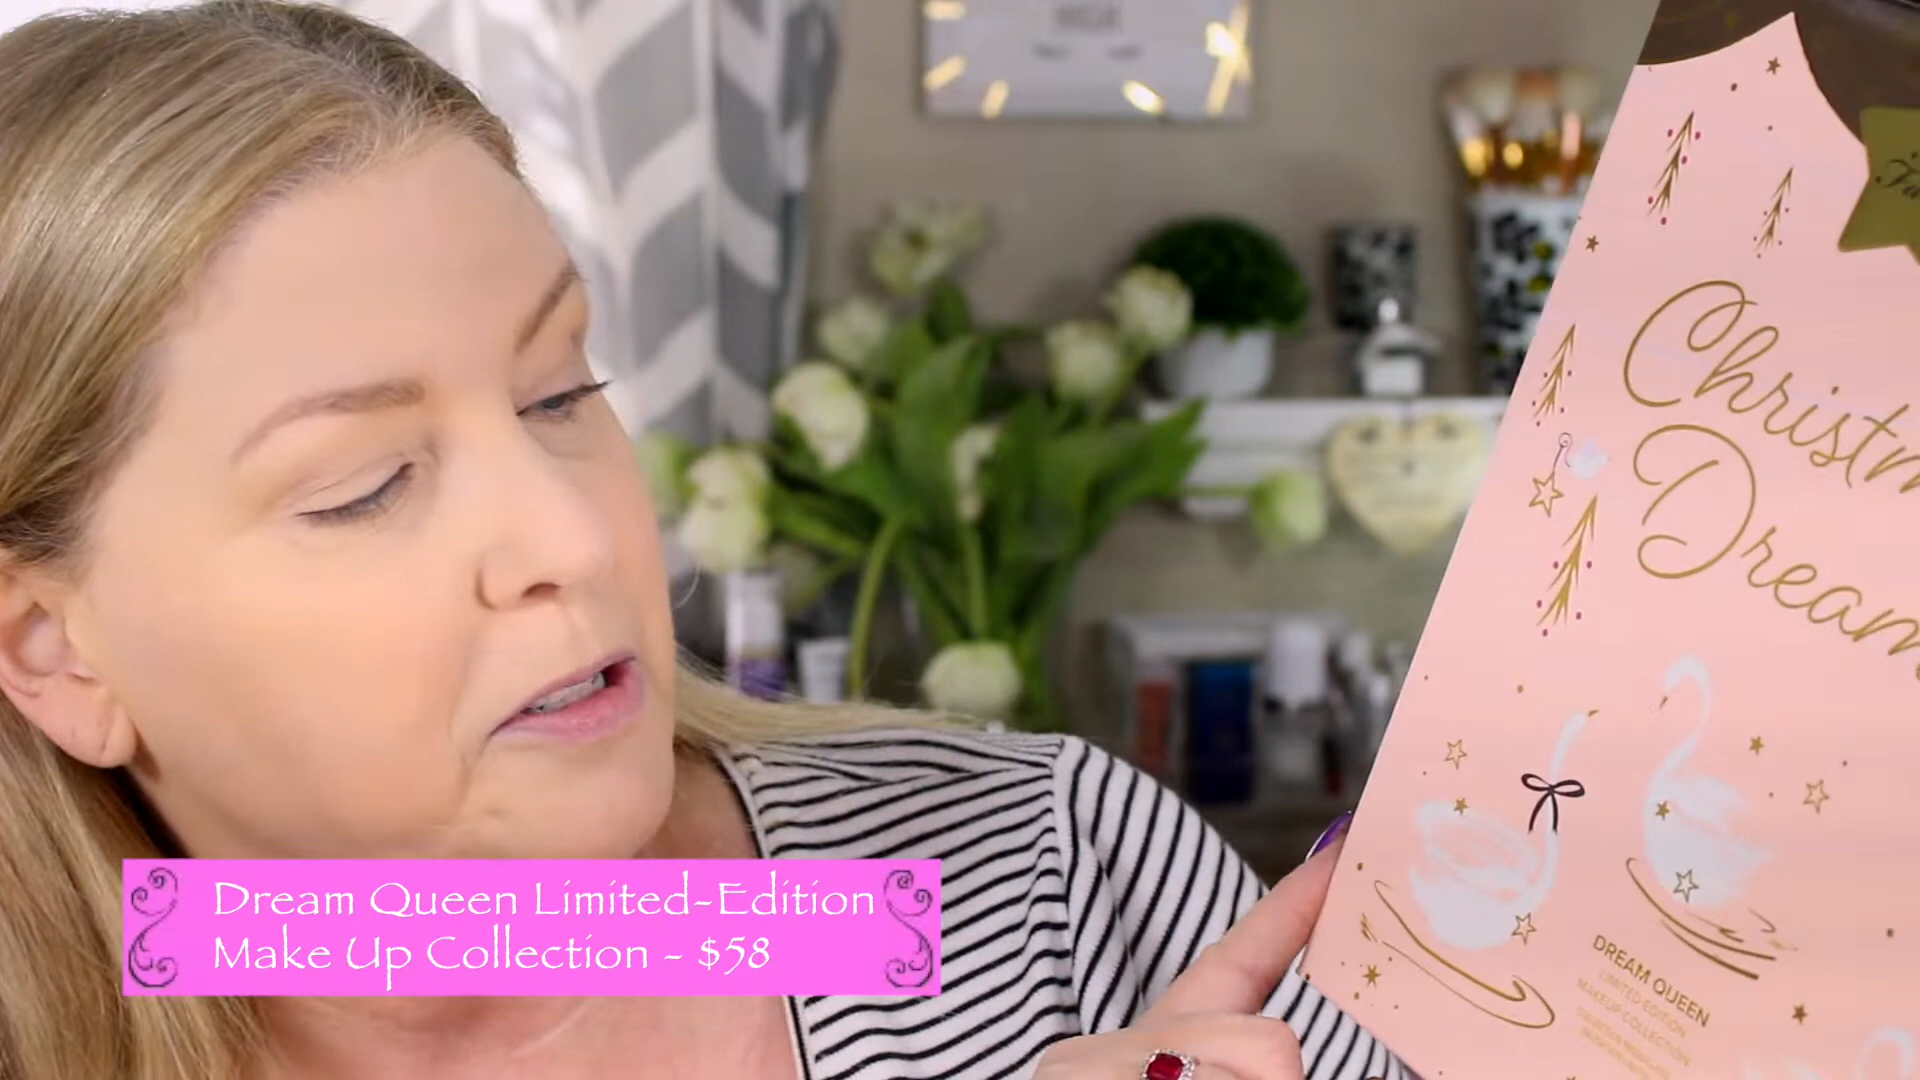 Christm
Dream
DREAM QUEEN
LIMITED-EDITION
MAKEUP COLLECTION
Dream Queen Limited-Edition
Make Up Collection - $58